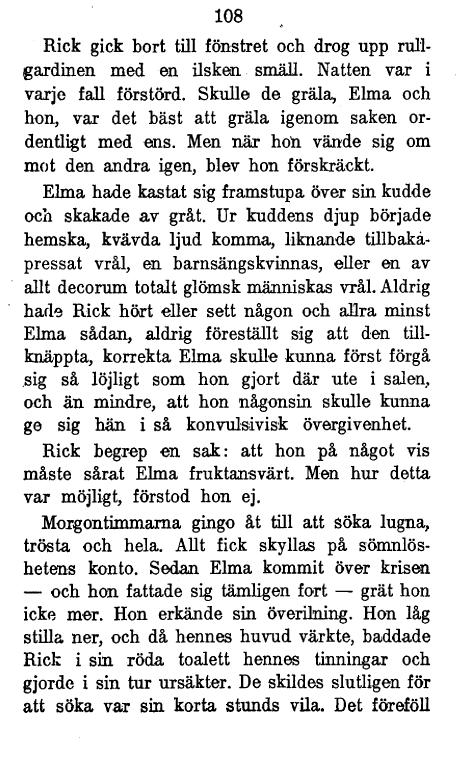 108
Rick gick bort till fönstret och drog upp rull-
gardinen med en ilsken smäll. Natten var i
varje fall förstörd. Skulle de gräla, Elma och
hon, var det bäst att gräla igenom saken or-
dentligt med ens. Men när hon vände sig om
mot den andra igen, blev hon förskräckt.
Elma hade kastat sig framstupa över sin kudde
och skakade av gråt. Ur kuddens djup började
hemska, kvävda ljud komma, liknande tillbaka-
pressat vrål, en barnsängskvinnas, eller en av
allt decorum totalt glömsk människas vrål. Aldrig
hade Rick hört eller sett någon och allra minst
Elma sådan, aldrig föreställt sig att den till-
knäppta, korrekta Elma skulle kunna först förgå
sig så löjligt som hon gjort där ute i salen,
och än mindre, att hon någonsin skulle kunna
ge sig hän i så konvulsivisk övergivenhet.
Rick begrep en sak: att hon på något vis
måste sårat Elma fruktansvärt. Men hur detta
var möjligt, förstod hon ej.
Morgontimmarna gingo åt till att söka lugna,
trösta och hela. Allt fick skyllas på sömnlös-
hetens konto. Sedan Elma kommit över krisen
— och hon fattade sig tämligen fort — grät hon
icke mer. Hon erkände sin överilning. Hon låg
stilla ner, och då hennes huvud värkte, baddade
Rick i sin röda toalett hennes tinningar och
gjorde i sin tur ursäkter. De skildes slutligen för
att söka var sin korta stunds vila. Det föreföll